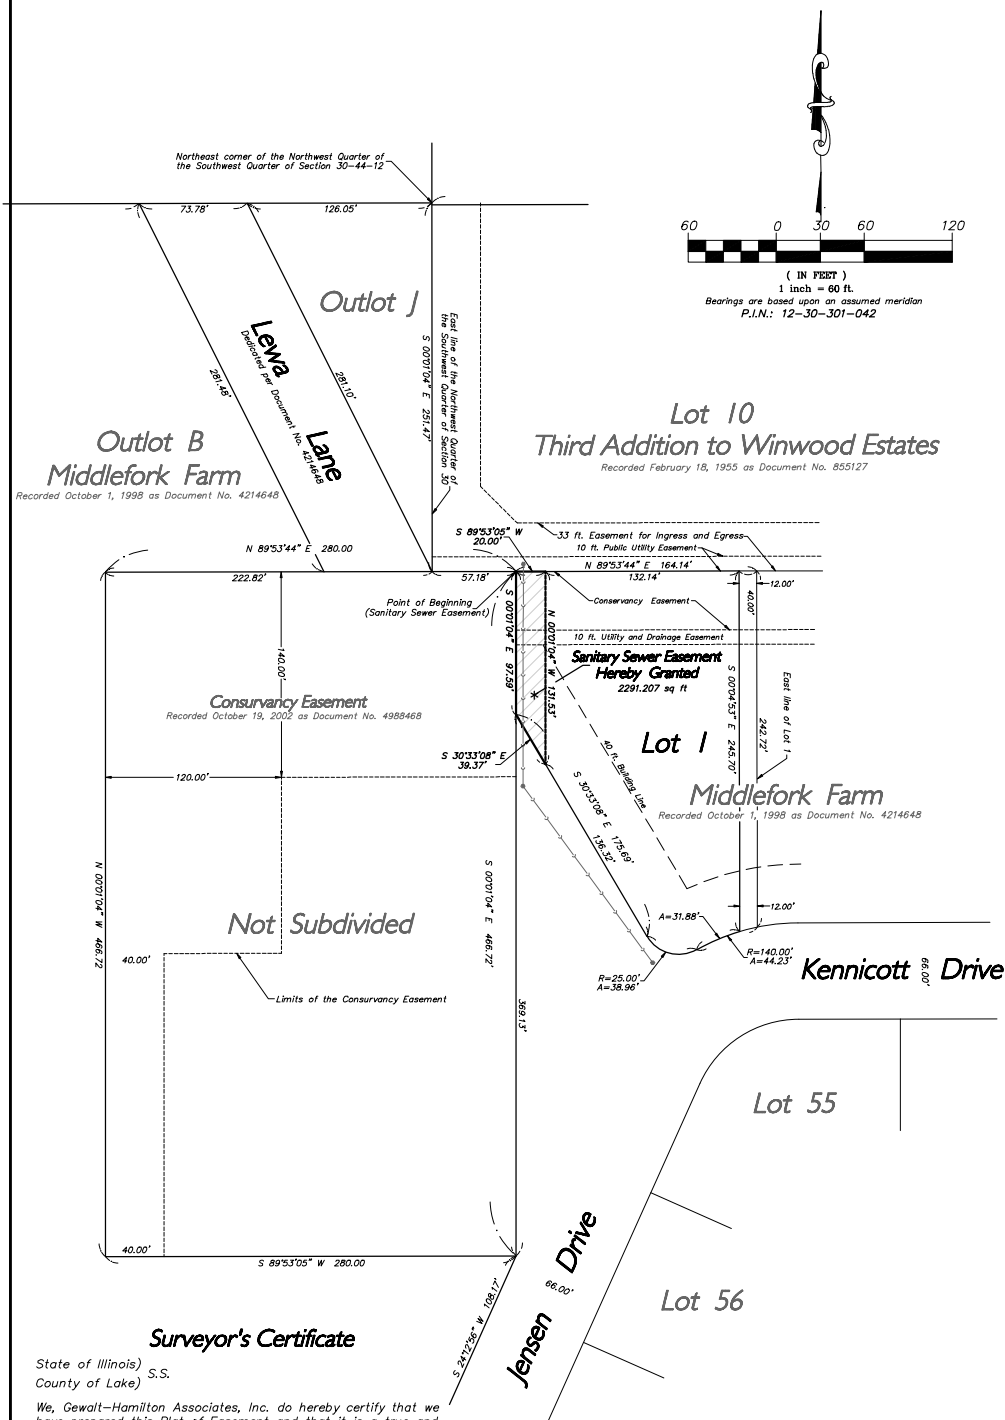 Northeast corner of the Northwest Quarter of
the Southwest Quarter of Section 30-44-12
73.78'
126.05'
60
0
30
60
120
( IN FEET )
1 inch = 60 ft.
Bearings are based upon an assumed meridian
P.I.N.: 12-30-301-042
Outlot J
Lewa Lane
Dedicated per Document No. 4214648
281.48'
281.10'
S 00°01'04" E 251.47'
East line of the Northwest Quarter of
the Southwest Quarter of Section 30
Lot 10
Third Addition to Winwood Estates
Recorded February 18, 1955 as Document No. 855127
Outlot B
Middlefork Farm
Recorded October 1, 1998 as Document No. 4214648
S 89°53'05" W
20.00'
33 ft. Easement for Ingress and Egress
10 ft. Public Utility Easement
N 89°53'44" E 280.00
N 89°53'44" E 164.14'
222.82'
57.18'
132.14'
12.00'
Point of Beginning
(Sanitary Sewer Easement)
Conservancy Easement
40.00'
10 ft. Utility and Drainage Easement
S 00°01'04" E 97.59'
N 00°01'04" W 131.53'
Sanitary Sewer Easement
Hereby Granted
2291.207 sq ft
*
140.00'
Consurvancy Easement
Recorded October 19, 2002 as Document No. 4988468
S 30°33'08" E
39.37'
120.00'
40 ft. Building Line
Lot 1
S 00°04'53" E 245.70'
242.72'
East line of Lot 1
Middlefork Farm
Recorded October 1, 1998 as Document No. 4214648
S 30°33'08" E 175.69'
136.32'
N 00°01'04" W 466.72
S 00°01'04" E 466.72'
Not Subdivided
40.00'
Limits of the Consurvancy Easement
A=31.88'
12.00'
R=140.00'
A=44.23'
R=25.00'
A=38.96'
Kennicott Drive
66.00'
369.13'
Lot 55
40.00'
S 89°53'05" W 280.00
S 24°12'56" W 108.17'
Jensen Drive
66.00'
Lot 56
Surveyor's Certificate
State of Illinois)
S.S.
County of Lake)
We, Gewalt-Hamilton Associates, Inc. do hereby certify that we
have prepared this Plat of Easement and that it is a true and